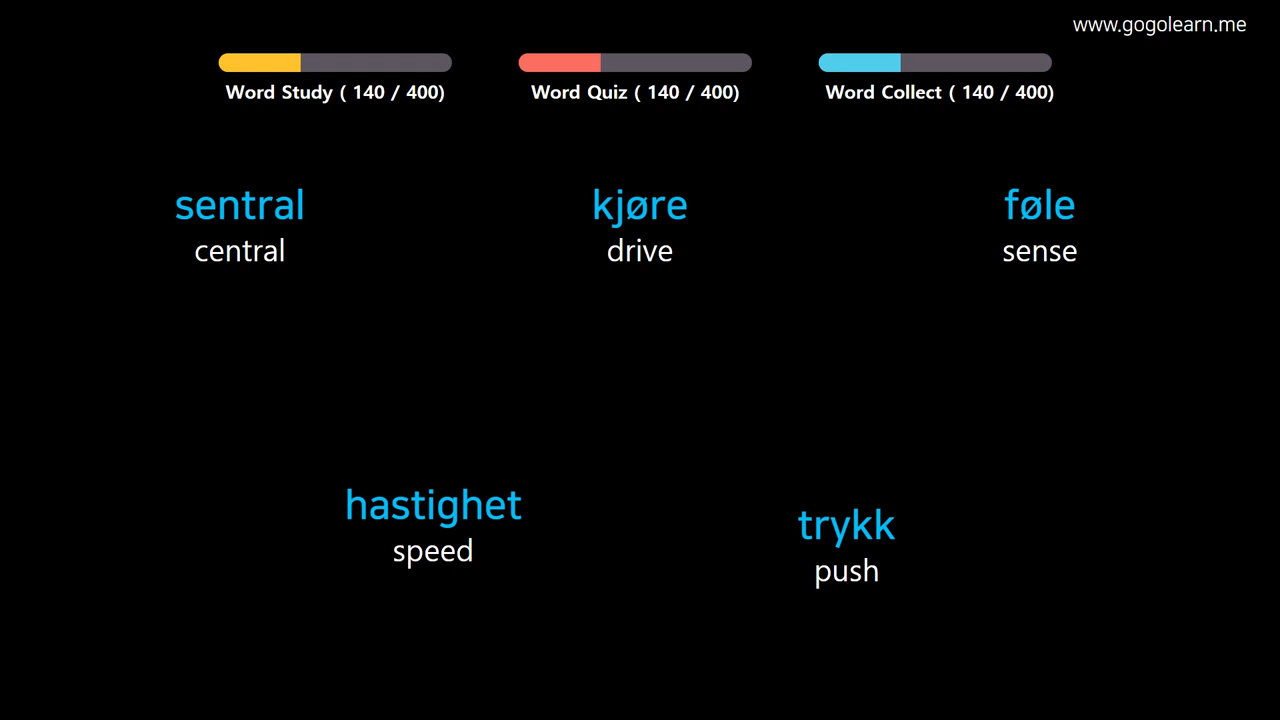 www.gogolearn.me
Word Study ( 140 / 400)
Word Quiz ( 140 / 400)
Word Collect ( 140 / 400)
sentral
central
kjøre
drive
føle
sense
hastighet
speed
trykk
push